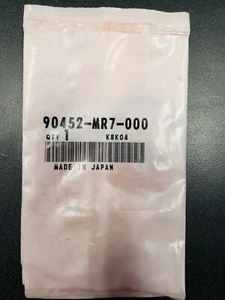 90452-MR7-000
QTY 1 K8K04
MADE IN JAPAN